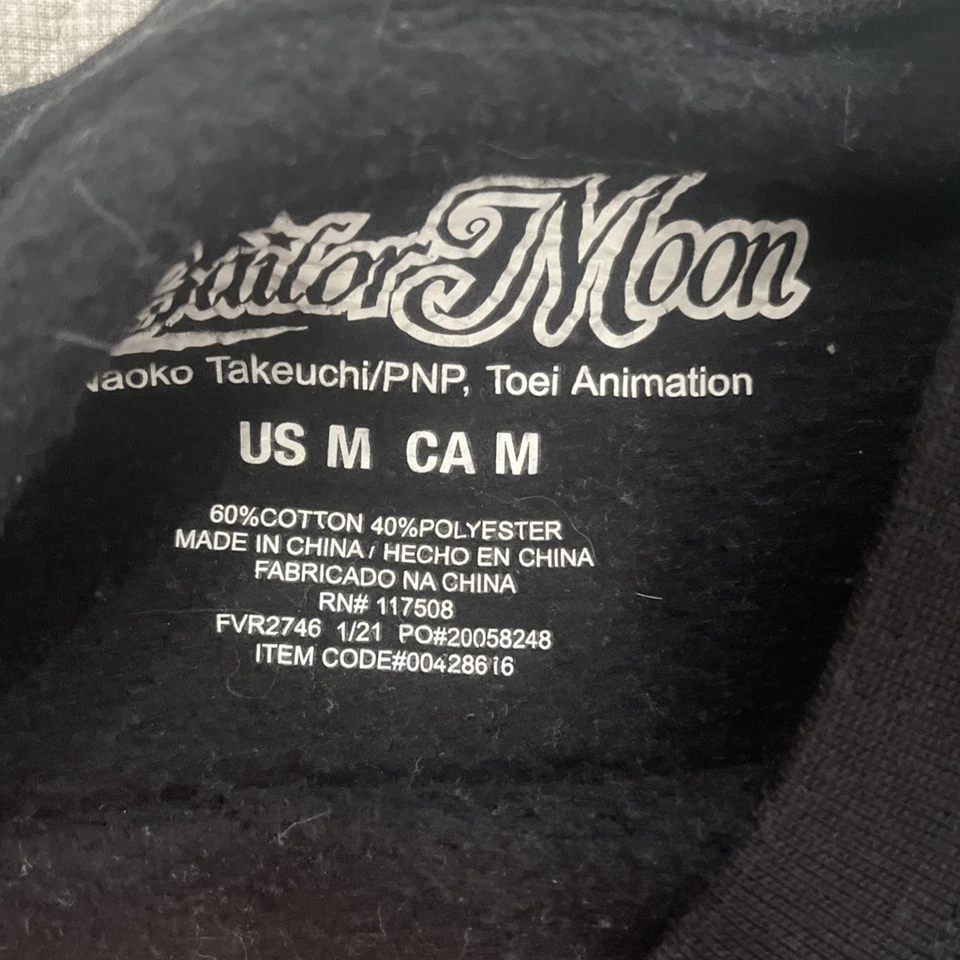 Sailor Moon
Naoko Takeuchi/PNP, Toei Animation
US M CA M
60%COTTON 40%POLYESTER
MADE IN CHINA / HECHO EN CHINA
FABRICADO NA CHINA
RN# 117508
FVR2746 1/21 PO#20058248
ITEM CODE#00428616